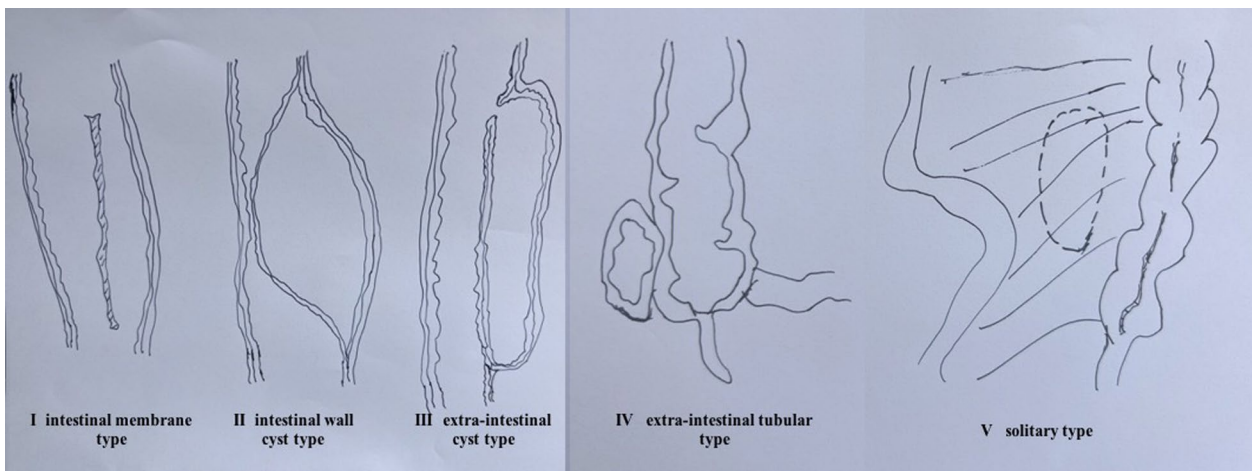 I intestinal membrane
type
II intestinal wall
cyst type
III extra-intestinal
cyst type
IV extra-intestinal tubular
type
V solitary type